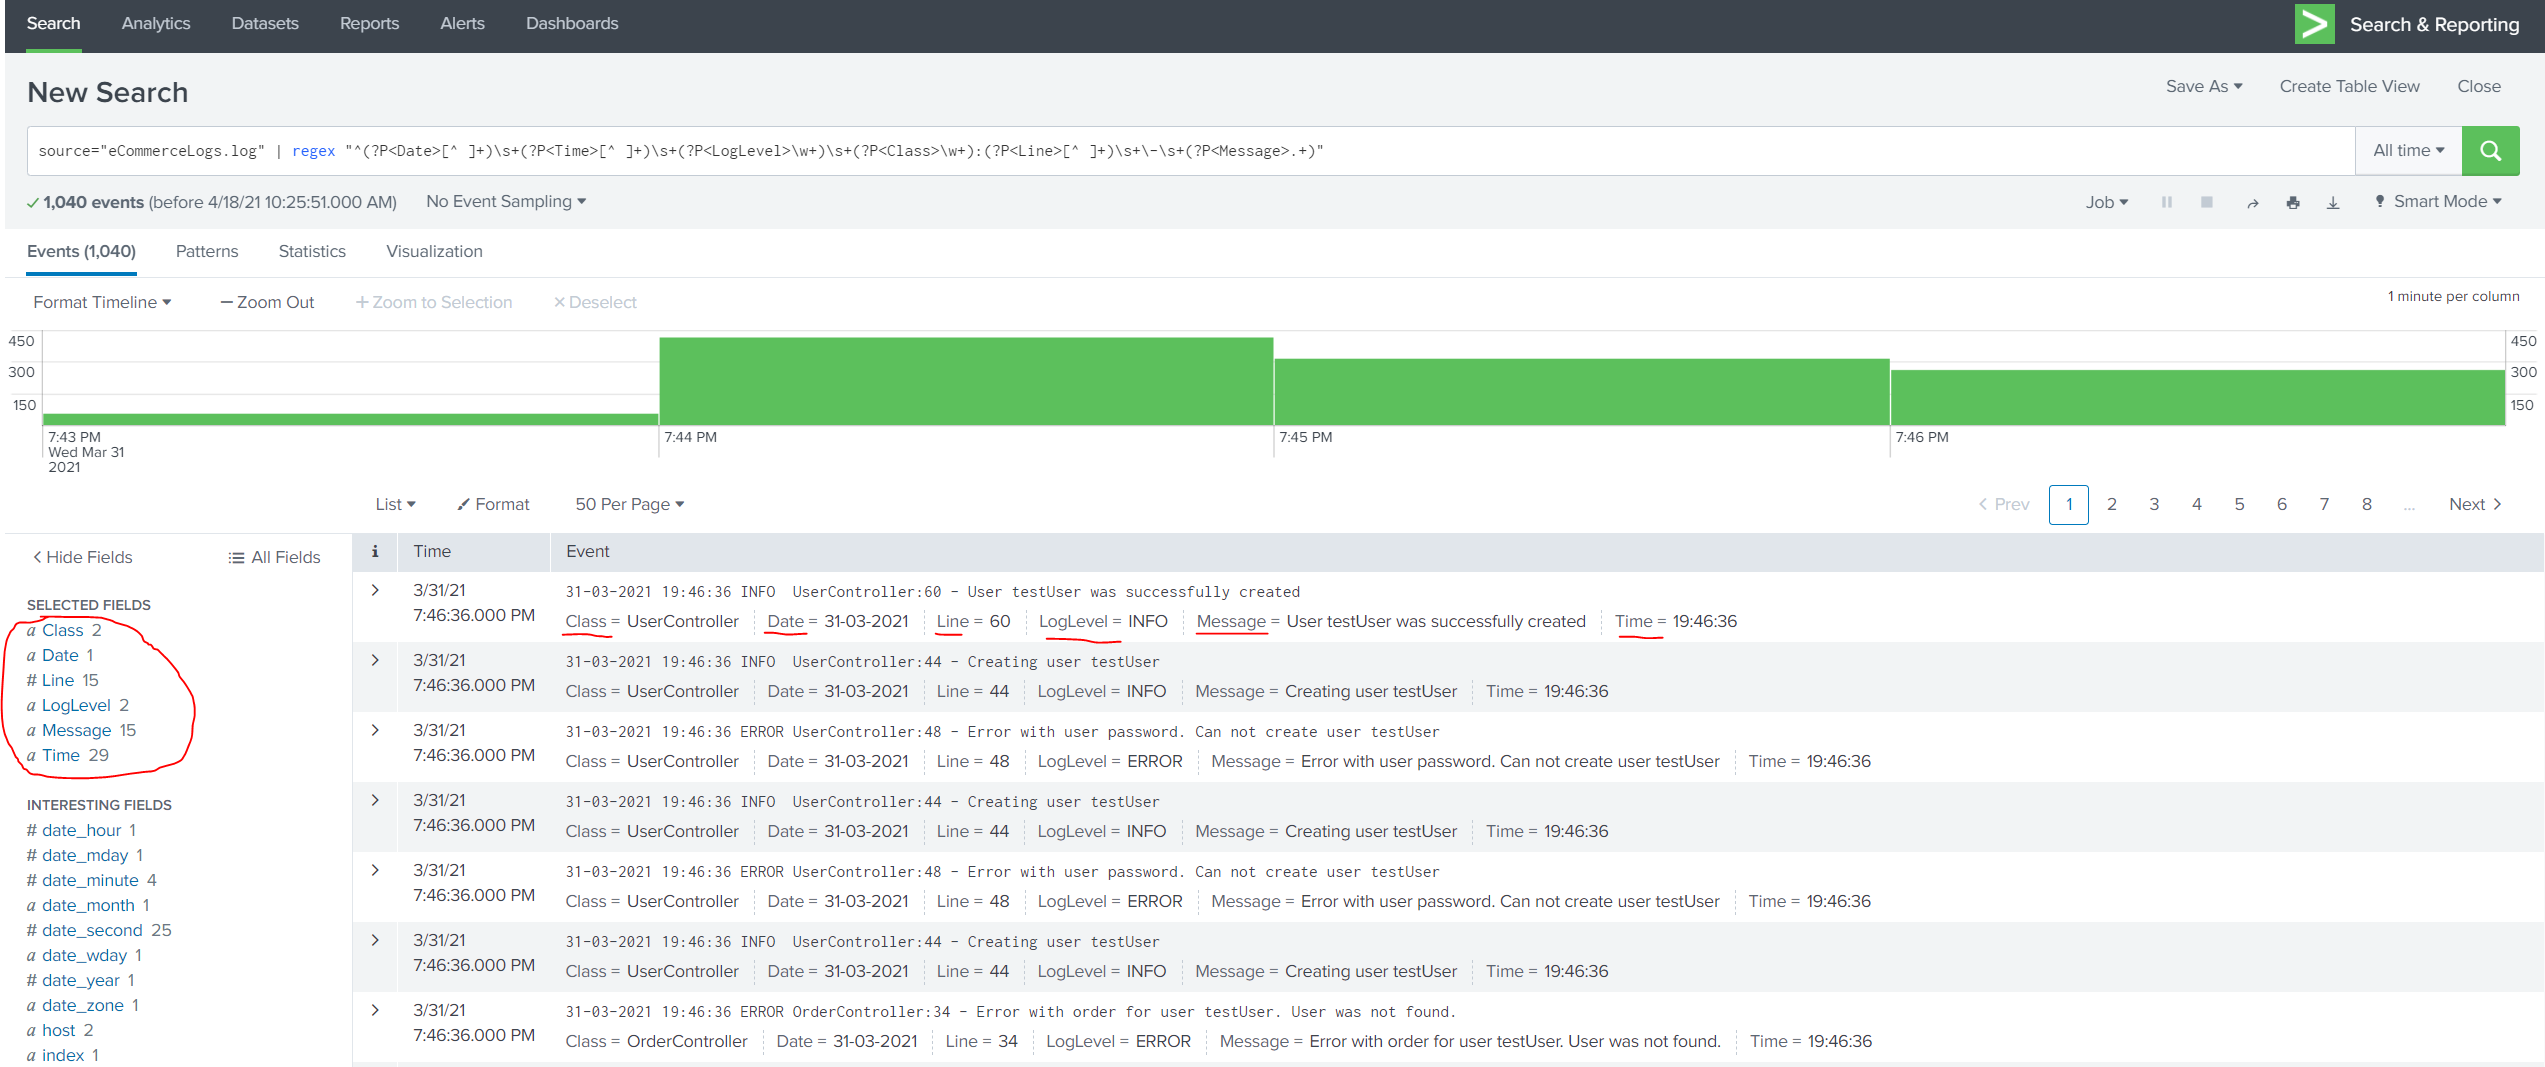 Search Analytics Datasets Reports Alerts Dashboards Search & Reporting
New Search Save As Create Table View Close
source="eCommerceLogs.log" | regex "^(?P<Date>[^ ]+)\s+(?P<Time>[^ ]+)\s+(?P<LogLevel>\w+)\s+(?P<Class>\w+):(?P<Line>[^ ]+)\s+\-\s+(?P<Message>.+)" All time
1,040 events (before 4/18/21 10:25:51.000 AM) No Event Sampling Job Smart Mode
Events (1,040) Patterns Statistics Visualization
Format Timeline — Zoom Out + Zoom to Selection × Deselect 1 minute per column
450 450
300 300
150 150
7:43 PM 7:44 PM 7:45 PM 7:46 PM
Wed Mar 31
2021
List Format 50 Per Page < Prev 1 2 3 4 5 6 7 8 ... Next >
< Hide Fields All Fields
SELECTED FIELDS
a Class 2
a Date 1
# Line 15
a LogLevel 2
a Message 15
a Time 29
INTERESTING FIELDS
# date_hour 1
# date_mday 1
# date_minute 4
a date_month 1
# date_second 25
a date_wday 1
# date_year 1
a date_zone 1
a host 2
a index 1
i Time Event
> 3/31/21 31-03-2021 19:46:36 INFO  UserController:60 - User testUser was successfully created
7:46:36.000 PM Class = UserController Date = 31-03-2021 Line = 60 LogLevel = INFO Message = User testUser was successfully created Time = 19:46:36
> 3/31/21 31-03-2021 19:46:36 INFO  UserController:44 - Creating user testUser
7:46:36.000 PM Class = UserController Date = 31-03-2021 Line = 44 LogLevel = INFO Message = Creating user testUser Time = 19:46:36
> 3/31/21 31-03-2021 19:46:36 ERROR UserController:48 - Error with user password. Can not create user testUser
7:46:36.000 PM Class = UserController Date = 31-03-2021 Line = 48 LogLevel = ERROR Message = Error with user password. Can not create user testUser Time = 19:46:36
> 3/31/21 31-03-2021 19:46:36 INFO  UserController:44 - Creating user testUser
7:46:36.000 PM Class = UserController Date = 31-03-2021 Line = 44 LogLevel = INFO Message = Creating user testUser Time = 19:46:36
> 3/31/21 31-03-2021 19:46:36 ERROR UserController:48 - Error with user password. Can not create user testUser
7:46:36.000 PM Class = UserController Date = 31-03-2021 Line = 48 LogLevel = ERROR Message = Error with user password. Can not create user testUser Time = 19:46:36
> 3/31/21 31-03-2021 19:46:36 INFO  UserController:44 - Creating user testUser
7:46:36.000 PM Class = UserController Date = 31-03-2021 Line = 44 LogLevel = INFO Message = Creating user testUser Time = 19:46:36
> 3/31/21 31-03-2021 19:46:36 ERROR OrderController:34 - Error with order for user testUser. User was not found.
7:46:36.000 PM Class = OrderController Date = 31-03-2021 Line = 34 LogLevel = ERROR Message = Error with order for user testUser. User was not found. Time = 19:46:36